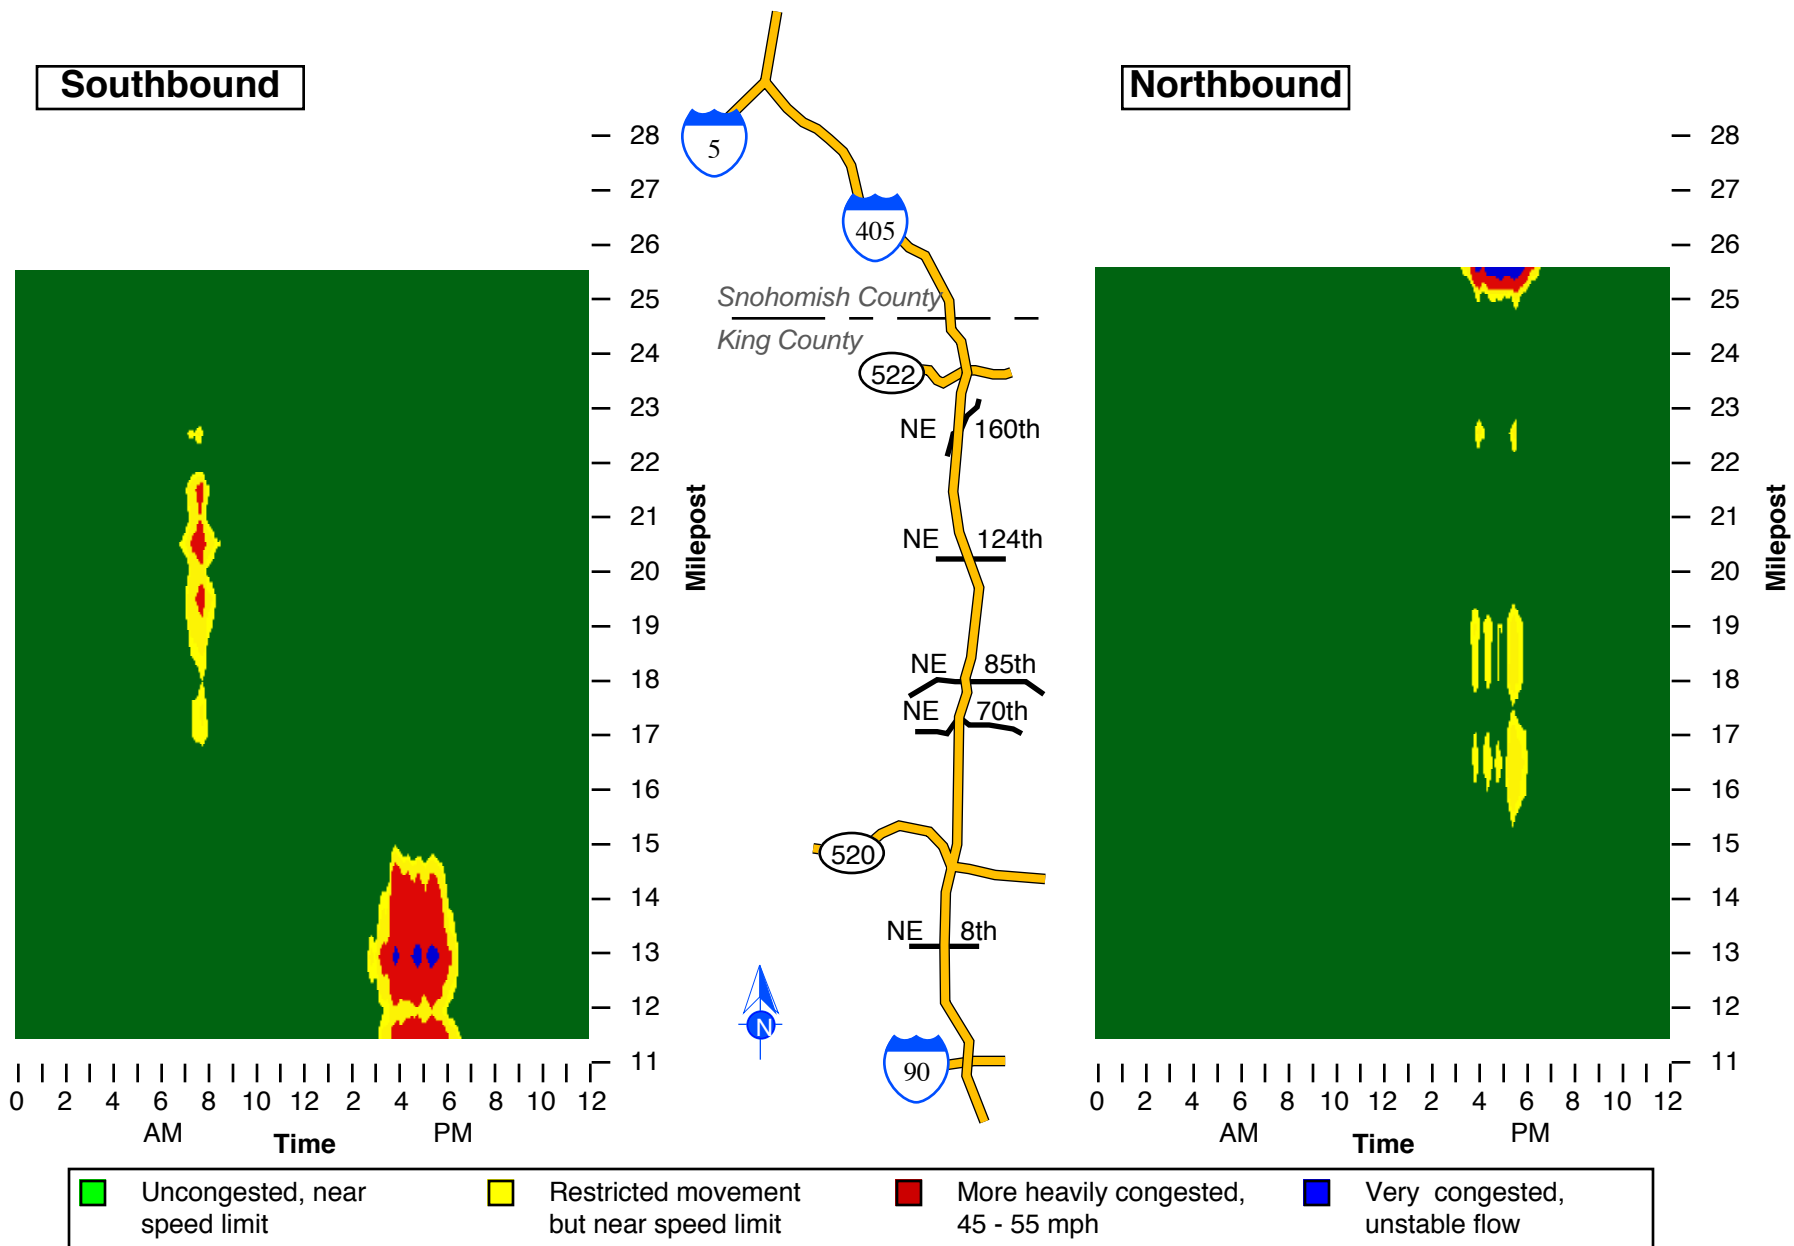 Southbound
Northbound
28
27
26
25
24
23
22
21
20
19
18
17
16
15
14
13
12
11
Milepost
0 2 4 6 8 10 12 2 4 6 8 10 12
AM Time PM
5
405
Snohomish County
King County
522
NE 160th
NE 124th
NE 85th
NE 70th
520
NE 8th
N
90
28
27
26
25
24
23
22
21
20
19
18
17
16
15
14
13
12
11
Milepost
0 2 4 6 8 10 12 2 4 6 8 10 12
AM Time PM
Uncongested, near
speed limit
Restricted movement
but near speed limit
More heavily congested,
45 - 55 mph
Very congested,
unstable flow